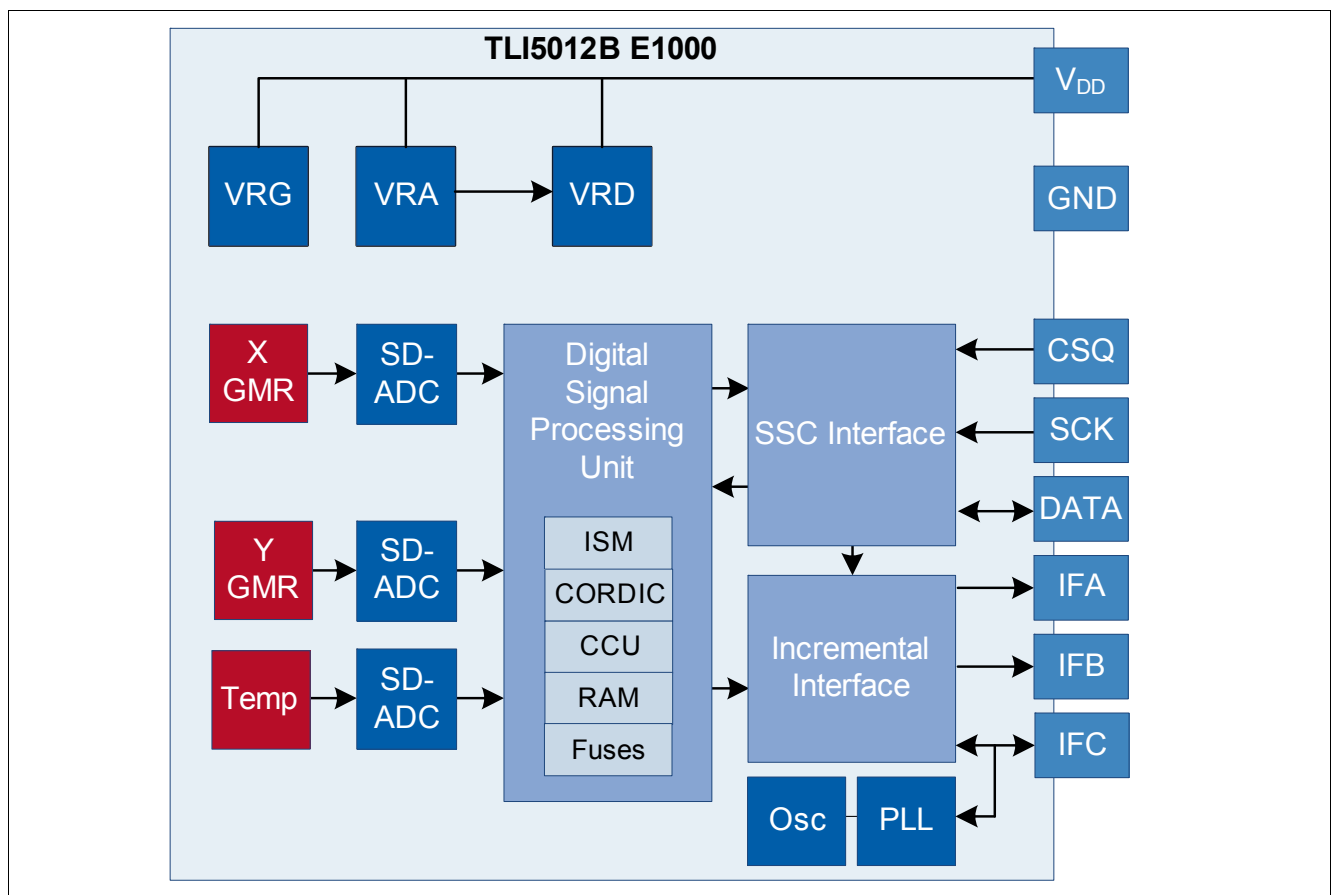 TLI5012B E1000
VDD
VRG
VRA
VRD
GND
X
GMR
SD-
ADC
Digital
Signal
Processing
Unit
SSC Interface
CSQ
SCK
DATA
Y
GMR
SD-
ADC
ISM
CORDIC
CCU
RAM
Fuses
Temp
SD-
ADC
Incremental
Interface
IFA
IFB
IFC
Osc
PLL